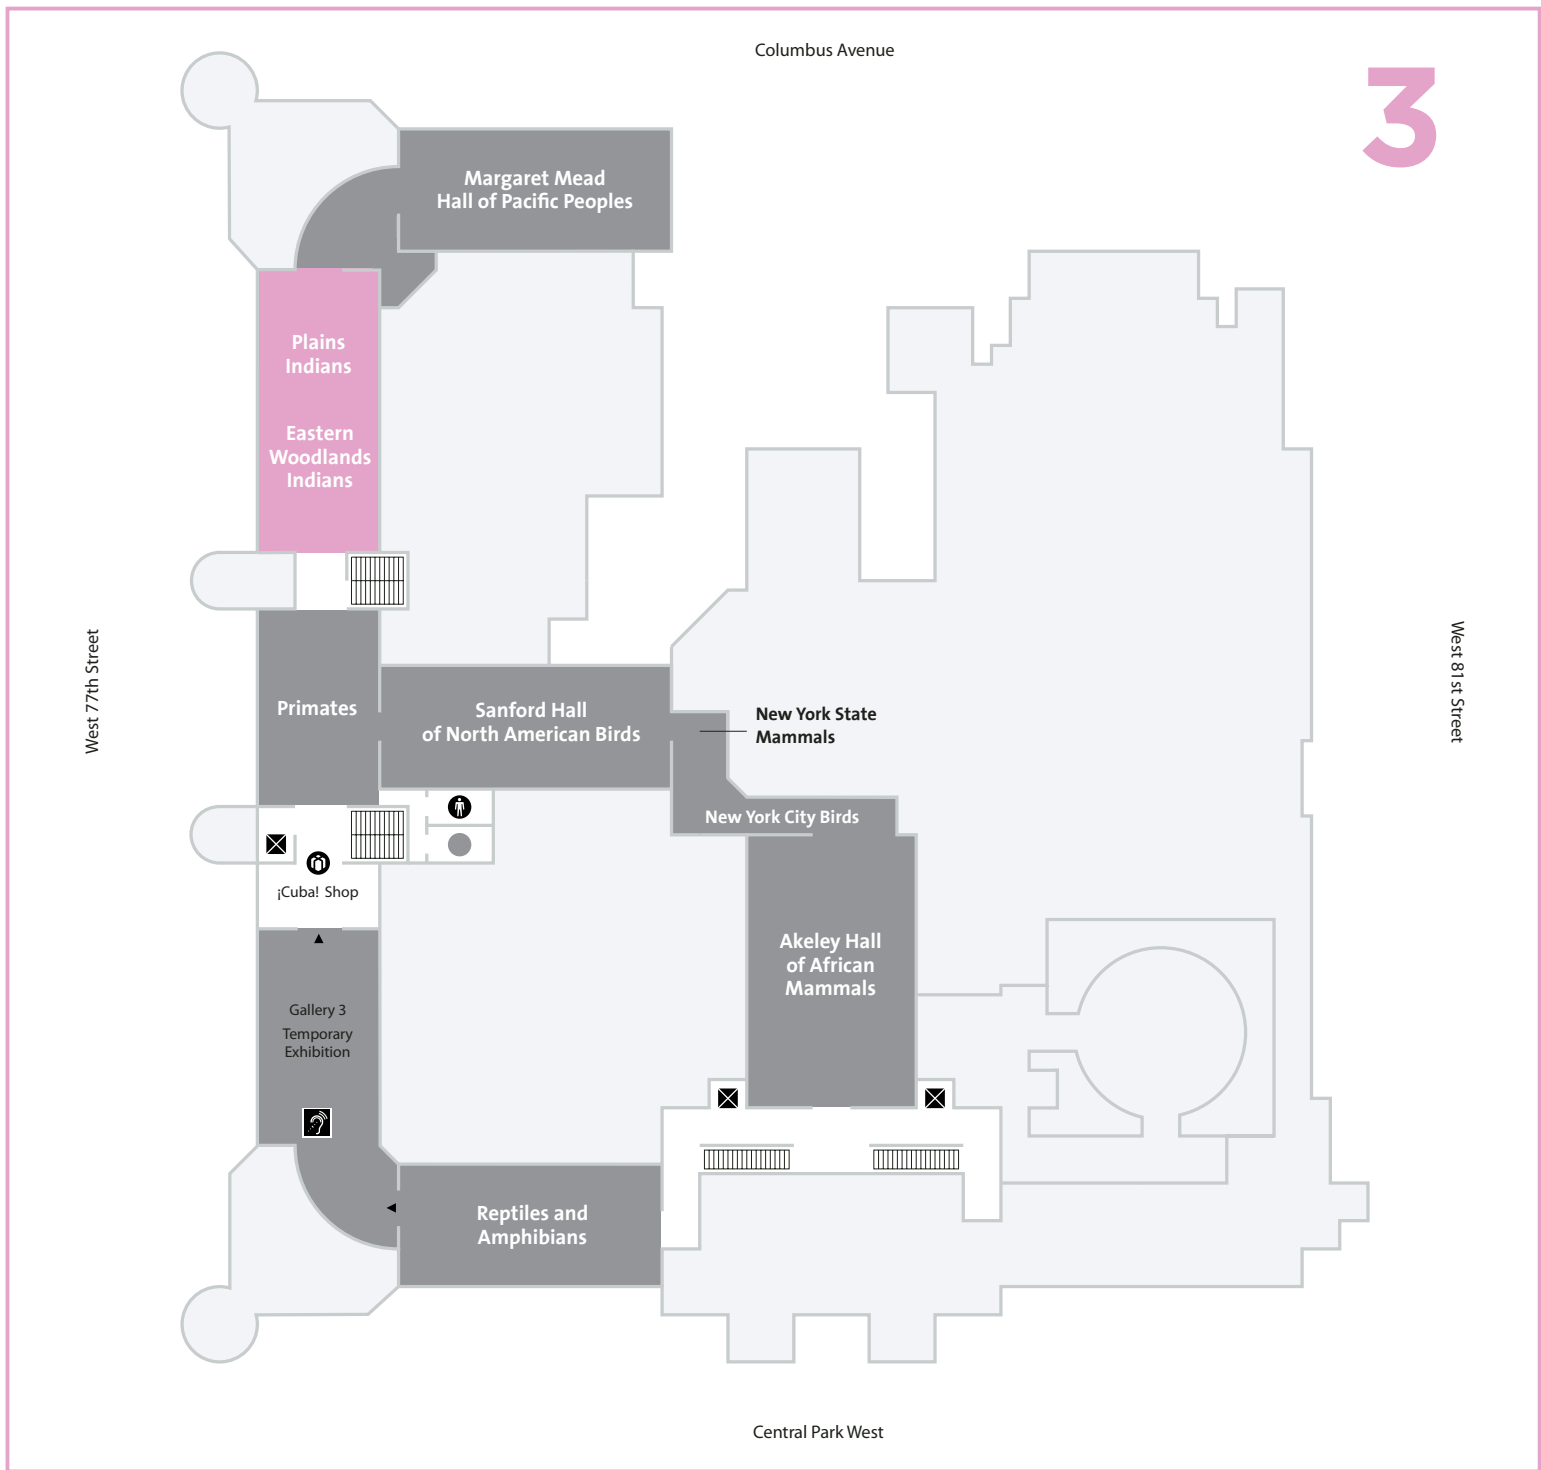 Columbus Avenue
3
Margaret Mead
Hall of Pacific Peoples
Plains
Indians
Eastern
Woodlands
Indians
West 77th Street
Primates
Sanford Hall
of North American Birds
New York State
Mammals
West 81st Street
New York City Birds
¡Cuba! Shop
Akeley Hall
of African
Mammals
Gallery 3
Temporary
Exhibition
Reptiles and
Amphibians
Central Park West